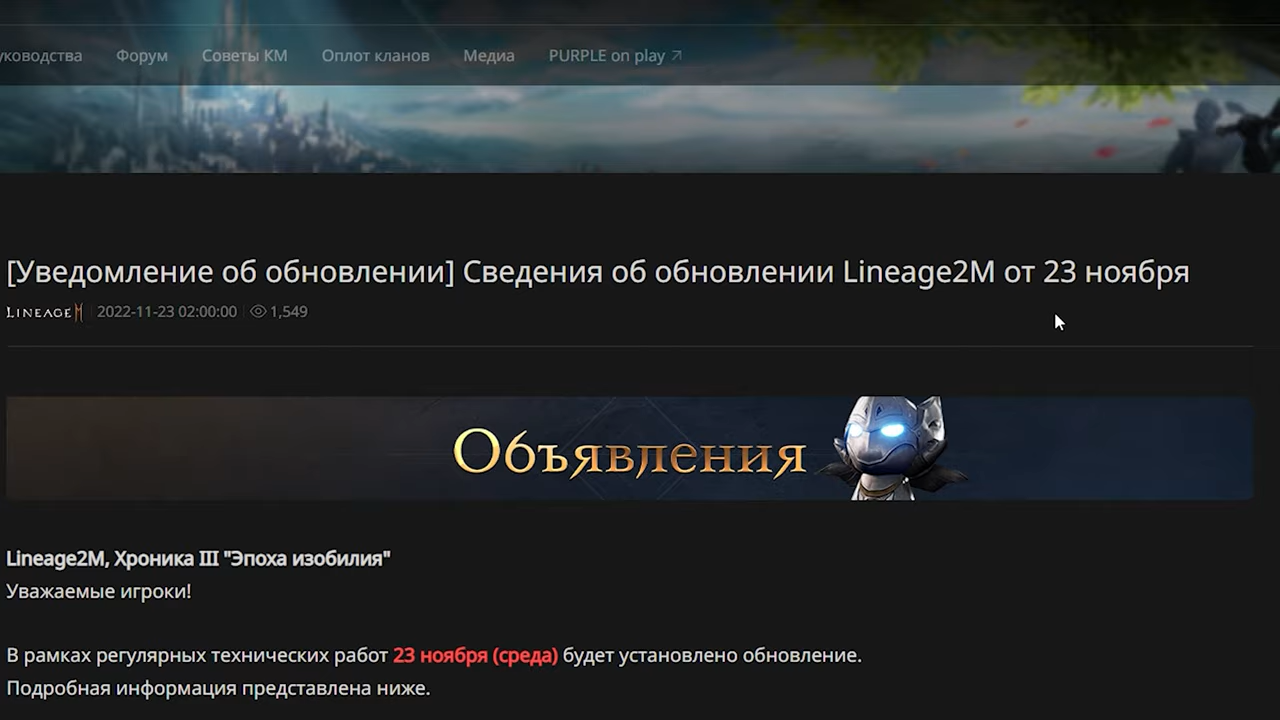 уководства Форум Советы КМ Оплот кланов Медиа PURPLE on play
[Уведомление об обновлении] Сведения об обновлении Lineage2M от 23 ноября
LINEAGE M 2022-11-23 02:00:00 1,549
Объявления
Lineage2M, Хроника III "Эпоха изобилия"
Уважаемые игроки!
В рамках регулярных технических работ 23 ноября (среда) будет установлено обновление.
Подробная информация представлена ниже.